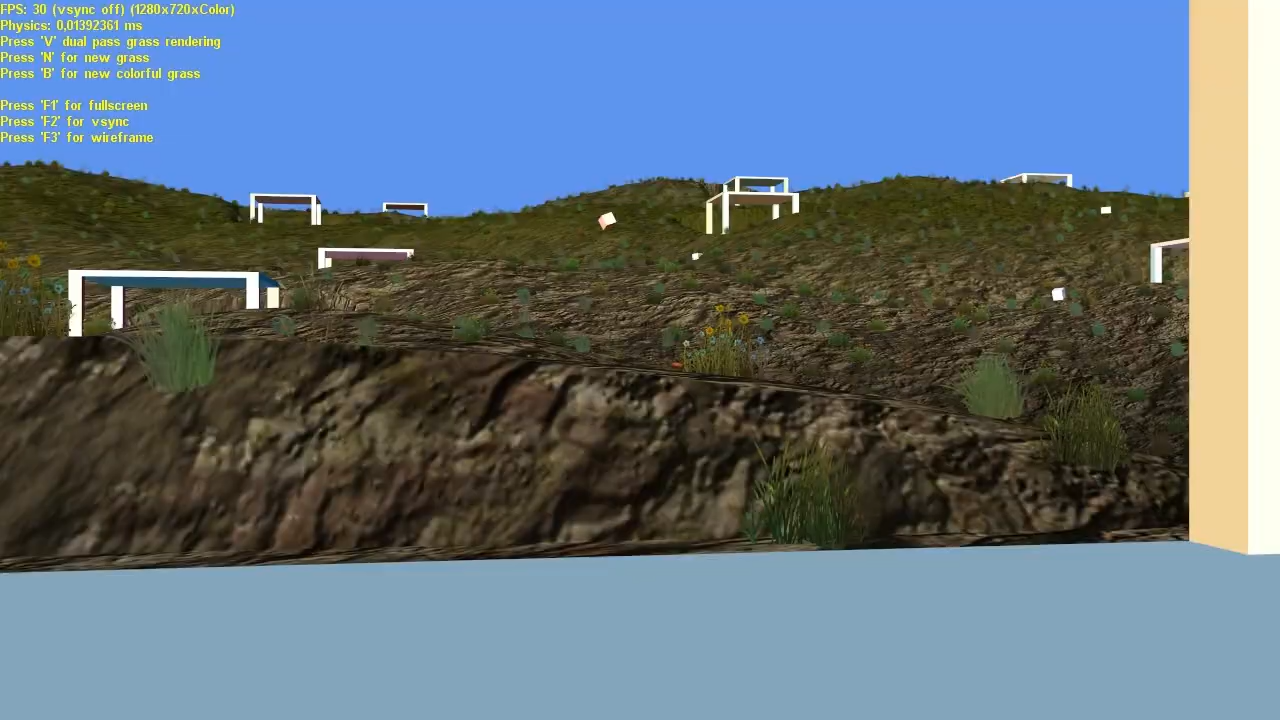 FPS: 30 (vsync off) (1280x720xColor)
Physics: 0,01392361 ms
Press 'V' dual pass grass rendering
Press 'N' for new grass
Press 'B' for new colorful grass
Press 'F1' for fullscreen
Press 'F2' for vsync
Press 'F3' for wireframe